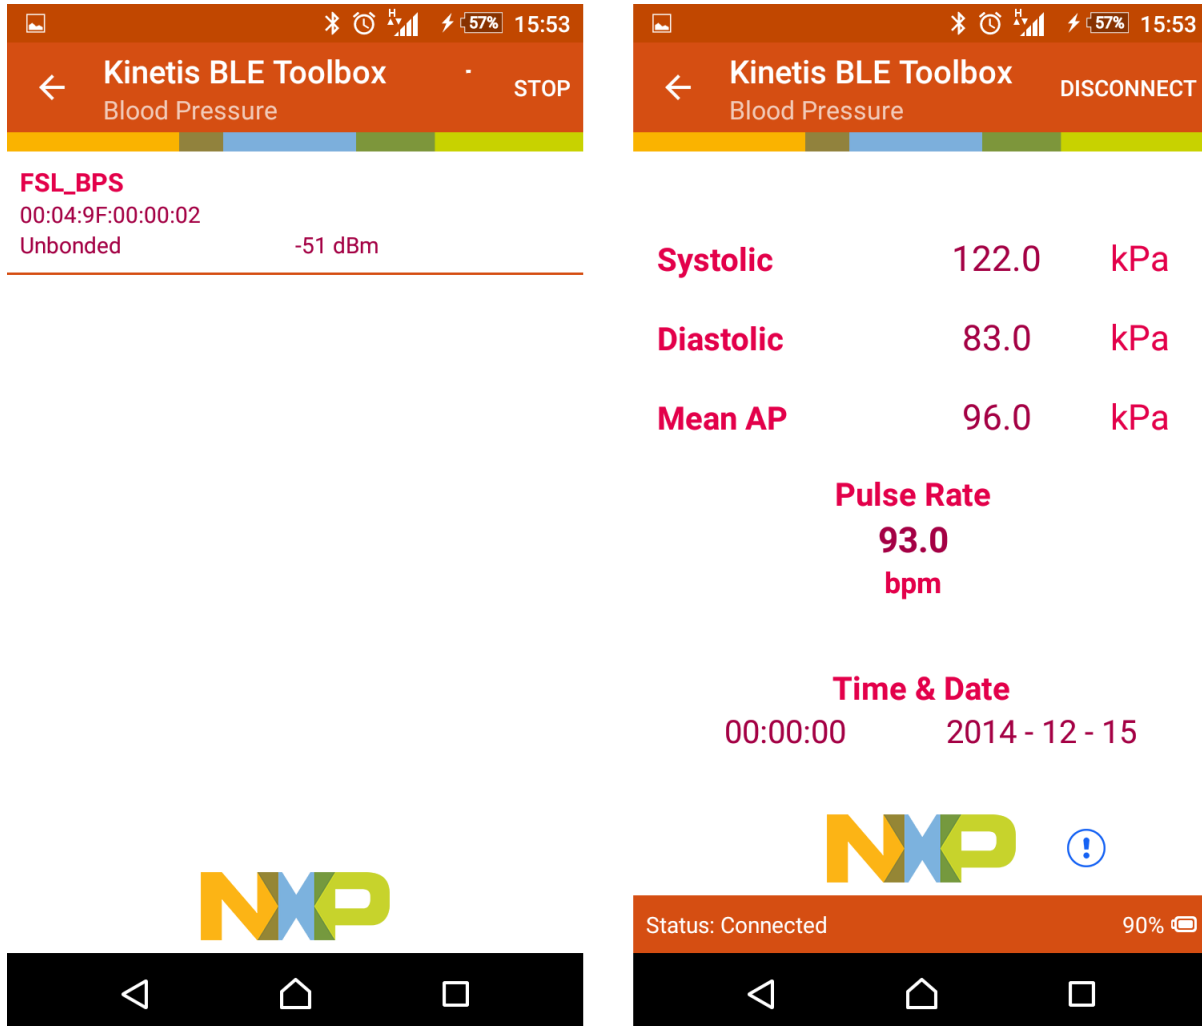 H
57% 15:53
Kinetis BLE Toolbox
STOP
Blood Pressure
FSL_BPS
00:04:9F:00:00:02
Unbonded -51 dBm
NXP
H
57% 15:53
Kinetis BLE Toolbox
DISCONNECT
Blood Pressure
Systolic 122.0 kPa
Diastolic 83.0 kPa
Mean AP 96.0 kPa
Pulse Rate
93.0
bpm
Time & Date
00:00:00 2014 - 12 - 15
NXP
Status: Connected 90%